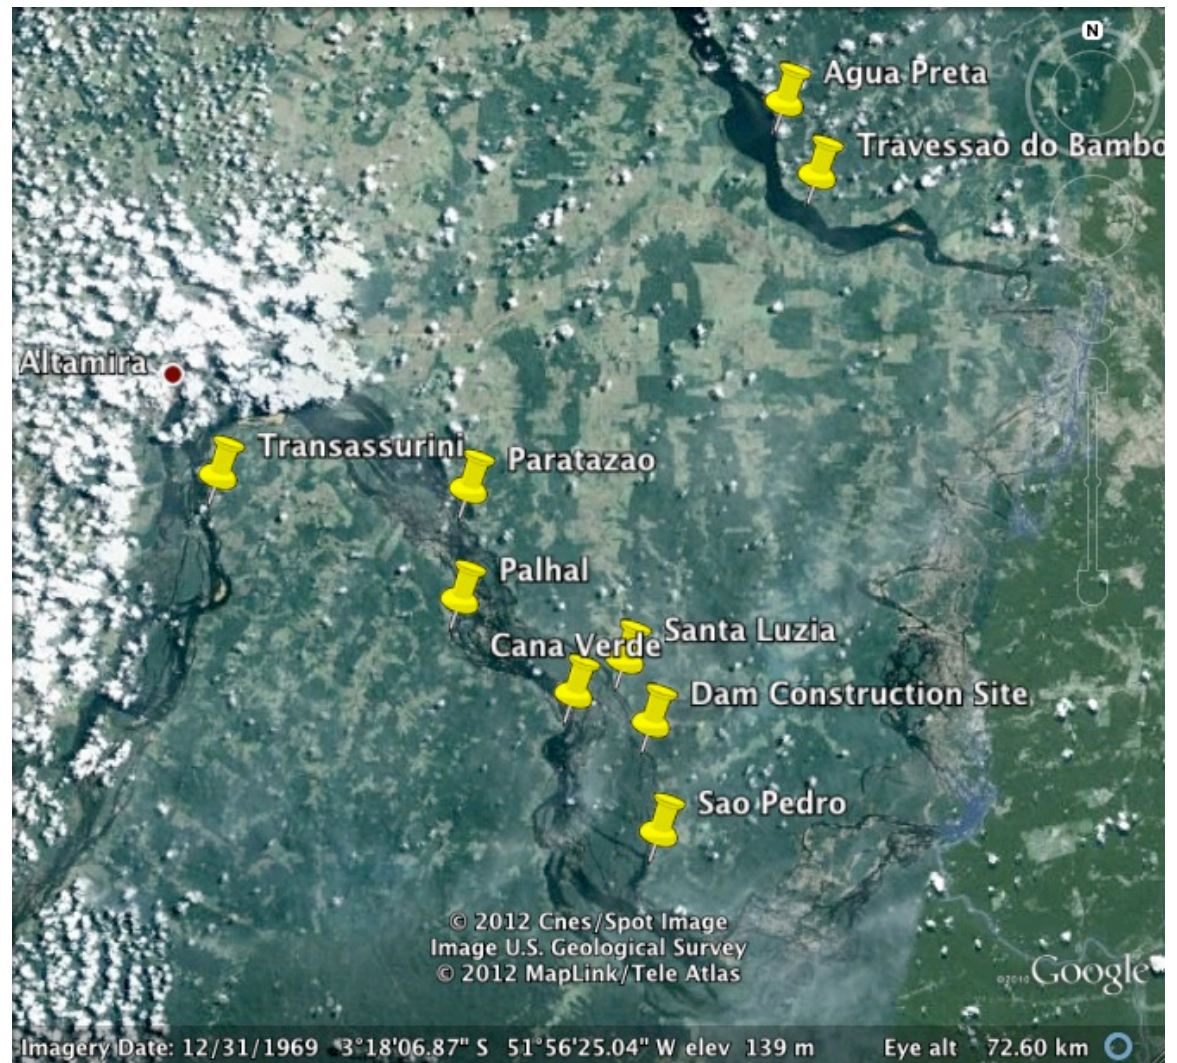 N
Agua Preta
Travessao do Bambo
Altamira
Transassurini
Paratazao
Palhal
Santa Luzia
Cana Verde
Dam Construction Site
Sao Pedro
© 2012 Cnes/Spot Image
Image U.S. Geological Survey
© 2012 MapLink/Tele Atlas
©2010 Google
Imagery Date: 12/31/1969 3°18'06.87" S 51°56'25.04" W elev 139 m Eye alt 72.60 km